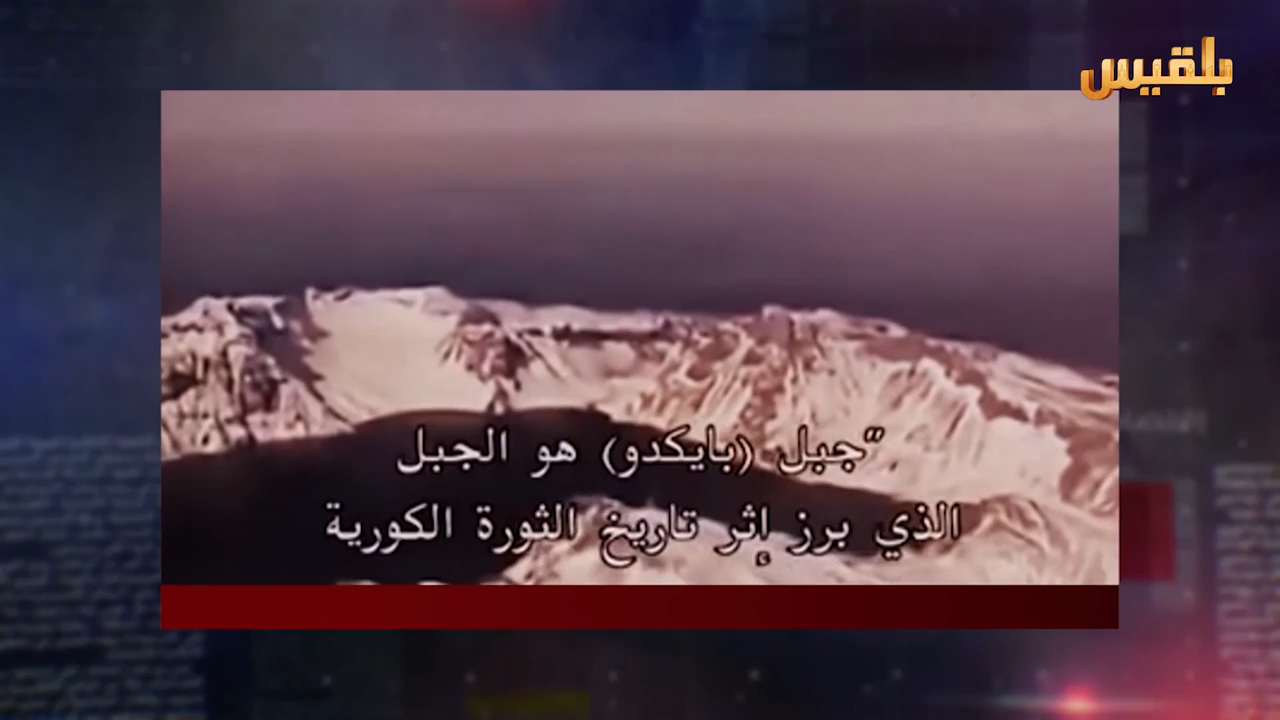 بلقيس
"جبل (بايكدو) هو الجبل
الذي برز إثر تاريخ الثورة الكورية